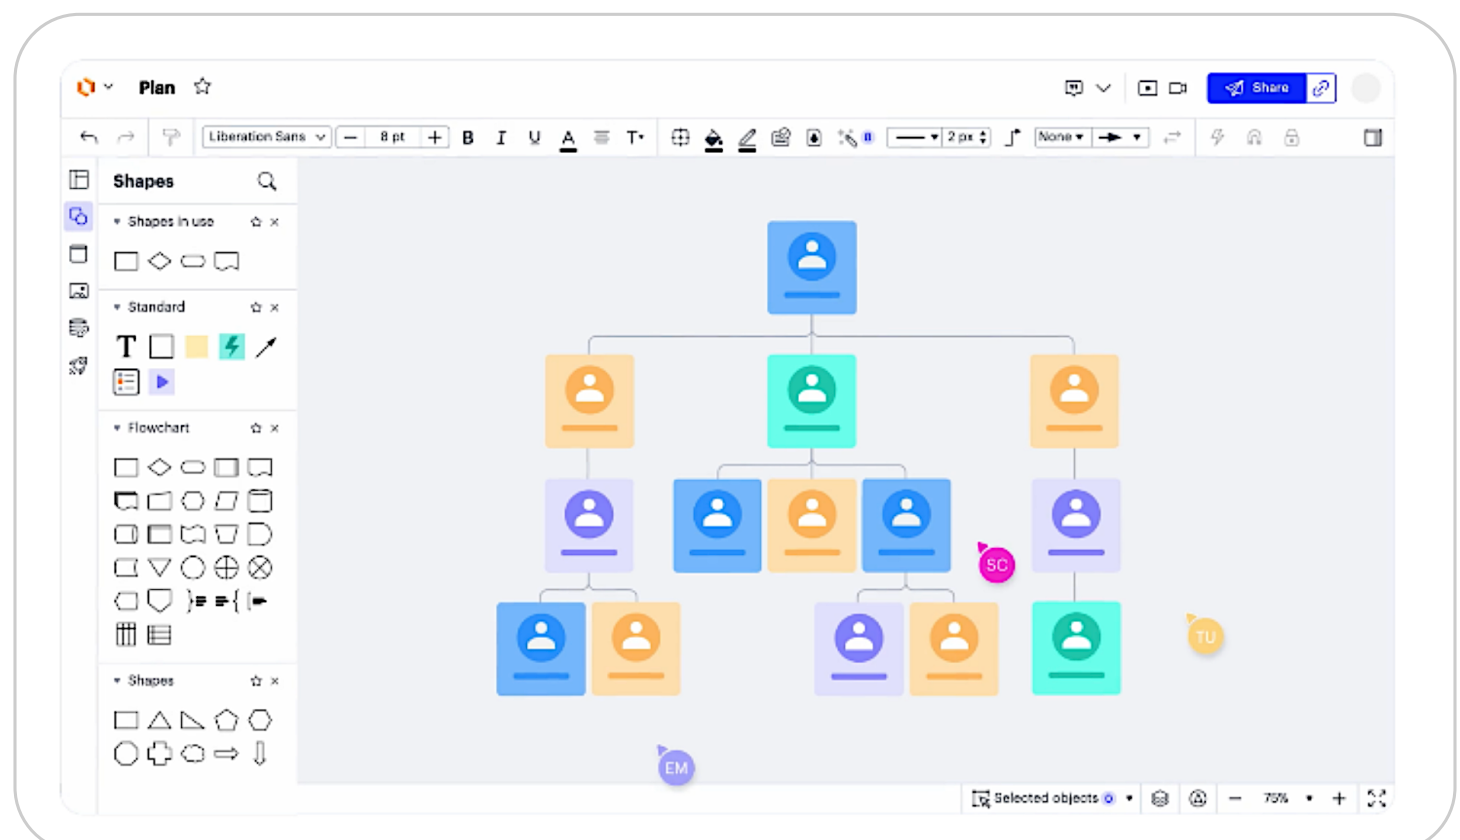 Plan
Share
Liberation Sans
8 pt
B I U A T
2 px
None
Shapes
Shapes in use
Standard
T
Flowchart
Shapes
SC
TU
EM
Selected objects 0
75%